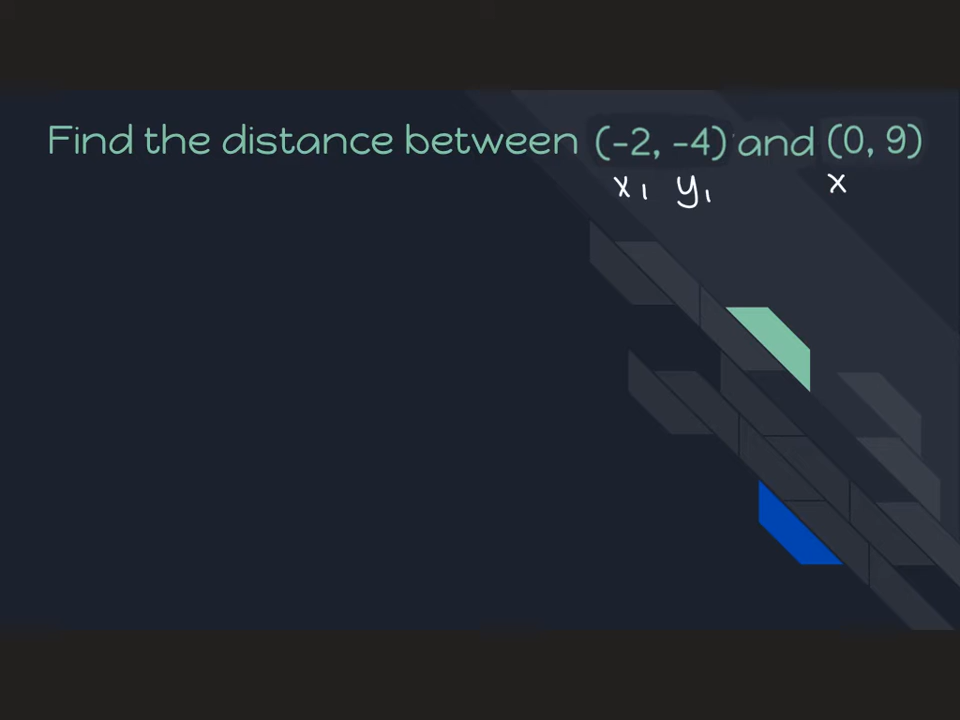 Find the distance between (-2, -4) and (0, 9)
x₁ y₁ x